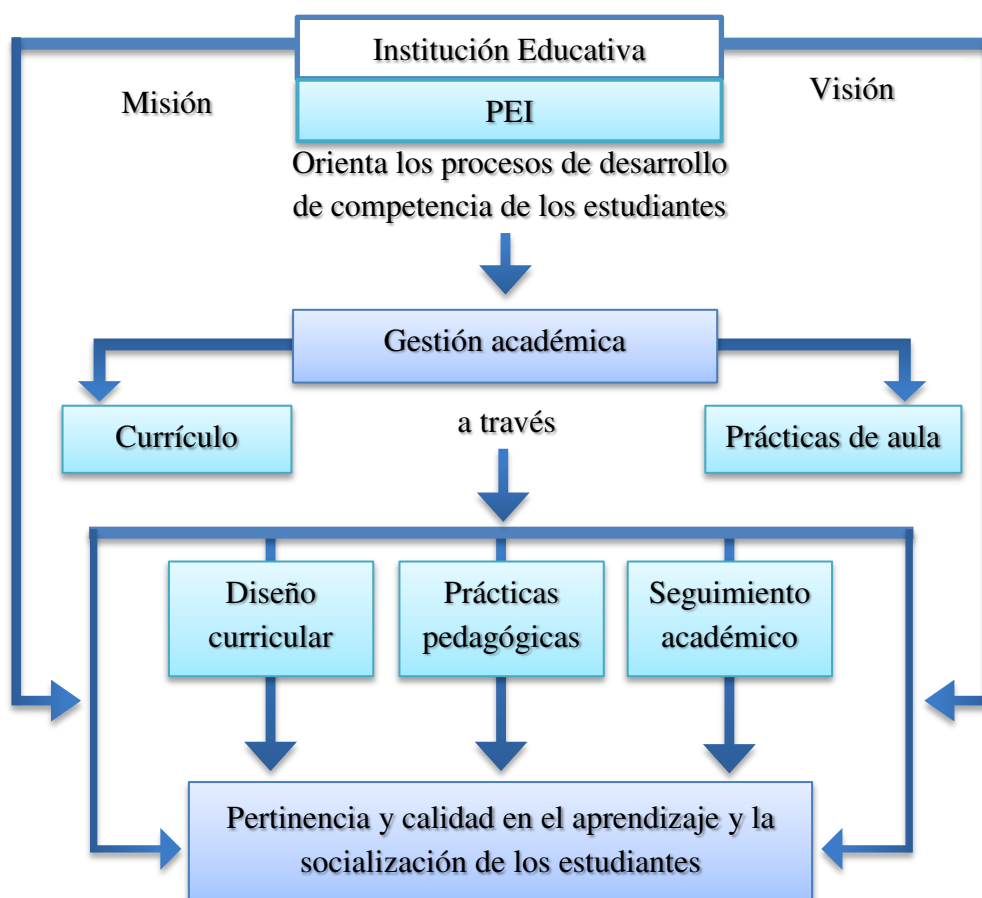 Institución Educativa
Misión
Visión
PEI
Orienta los procesos de desarrollo
de competencia de los estudiantes
Gestión académica
Currículo
a través
Prácticas de aula
Diseño
curricular
Prácticas
pedagógicas
Seguimiento
académico
Pertinencia y calidad en el aprendizaje y la
socialización de los estudiantes